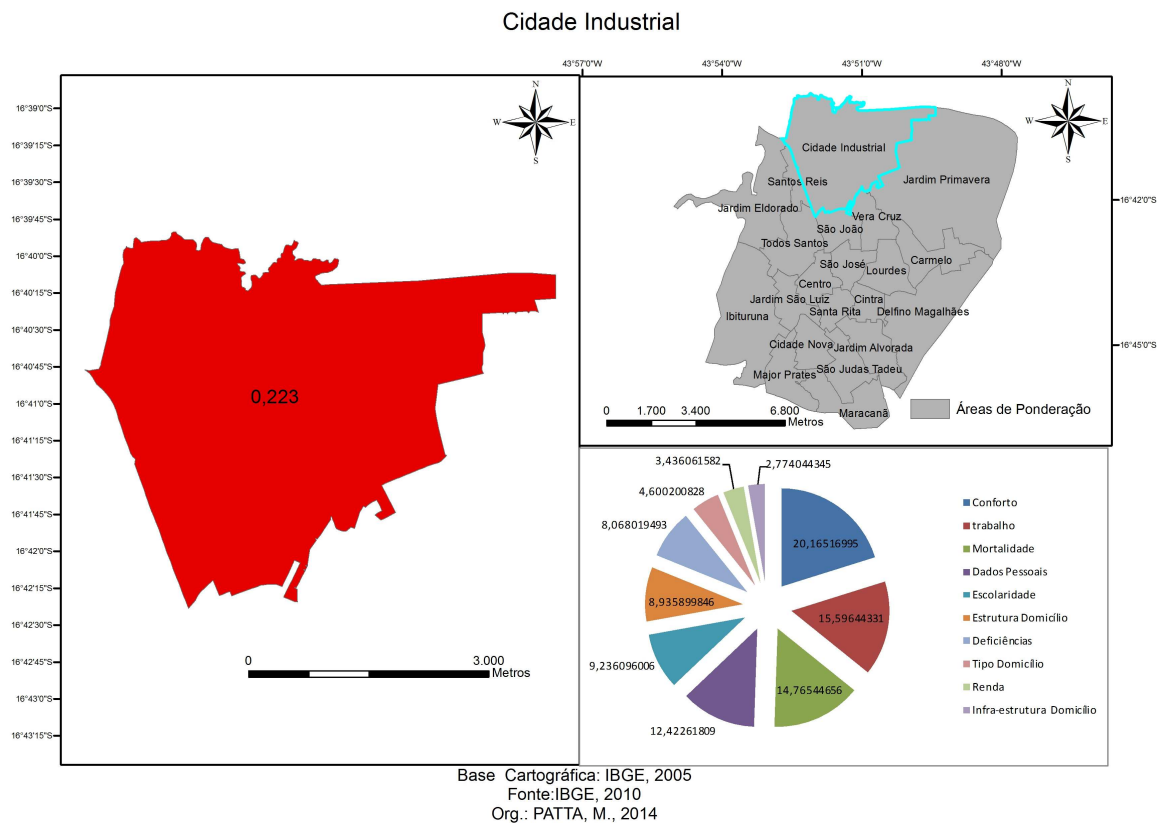 Cidade Industrial
16°39'0"S
16°39'15"S
16°39'30"S
16°39'45"S
16°40'0"S
16°40'15"S
16°40'30"S
16°40'45"S
16°41'0"S
16°41'15"S
16°41'30"S
16°41'45"S
16°42'0"S
16°42'15"S
16°42'30"S
16°42'45"S
16°43'0"S
16°43'15"S
N
W E
S
0,223
0 3.000
Metros
43°57'0"W 43°54'0"W 43°51'0"W 43°48'0"W
N
W E
S
16°42'0"S
16°45'0"S
Cidade Industrial
Santos Reis
Jardim Primavera
Jardim Eldorado
Vera Cruz
São João
Todos Santos
São José
Lourdes
Carmelo
Centro
Jardim São Luiz
Cintra
Ibituruna
Santa Rita
Delfino Magalhães
Cidade Nova
Jardim Alvorada
Major Prates
São Judas Tadeu
Maracanã
0 1.700 3.400 6.800
Metros
Áreas de Ponderação
3,436061582
2,774044345
4,600200828
8,068019493
20,16516995
8,935899846
15,59644331
9,236096006
14,76544656
12,42261809
Conforto
trabalho
Mortalidade
Dados Pessoais
Escolaridade
Estrutura Domicílio
Deficiências
Tipo Domicílio
Renda
Infra-estrutura Domicílio
Base Cartográfica: IBGE, 2005
Fonte:IBGE, 2010
Org.: PATTA, M., 2014